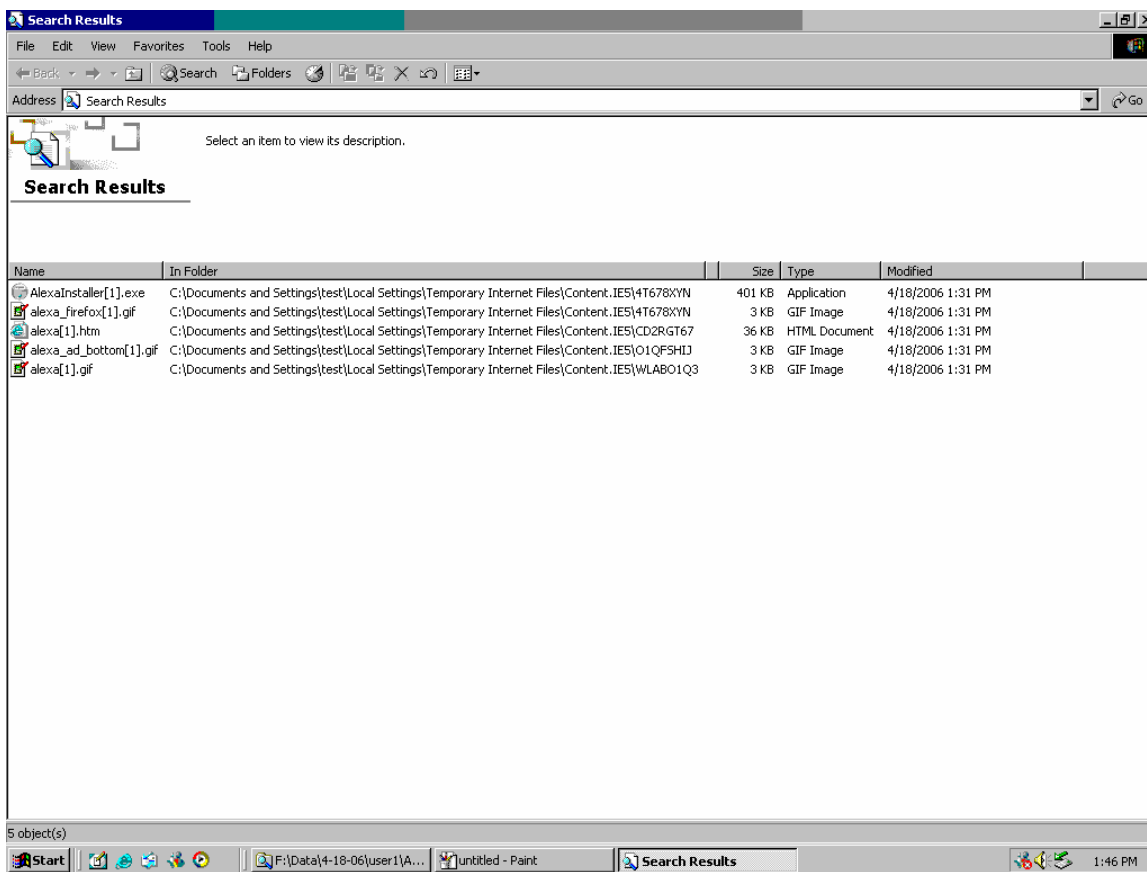 Search Results
File Edit View Favorites Tools Help
Back Search Folders
Address Search Results Go
Select an item to view its description.
Search Results
Name In Folder Size Type Modified
AlexaInstaller[1].exe C:\Documents and Settings\test\Local Settings\Temporary Internet Files\Content.IE5\4T678XYN 401 KB Application 4/18/2006 1:31 PM
alexa_firefox[1].gif C:\Documents and Settings\test\Local Settings\Temporary Internet Files\Content.IE5\4T678XYN 3 KB GIF Image 4/18/2006 1:31 PM
alexa[1].htm C:\Documents and Settings\test\Local Settings\Temporary Internet Files\Content.IE5\CD2RGT67 36 KB HTML Document 4/18/2006 1:31 PM
alexa_ad_bottom[1].gif C:\Documents and Settings\test\Local Settings\Temporary Internet Files\Content.IE5\O1QFSHIJ 3 KB GIF Image 4/18/2006 1:31 PM
alexa[1].gif C:\Documents and Settings\test\Local Settings\Temporary Internet Files\Content.IE5\WLABO1Q3 3 KB GIF Image 4/18/2006 1:31 PM
5 object(s)
Start F:\Data\4-18-06\user1\A... untitled - Paint Search Results 1:46 PM